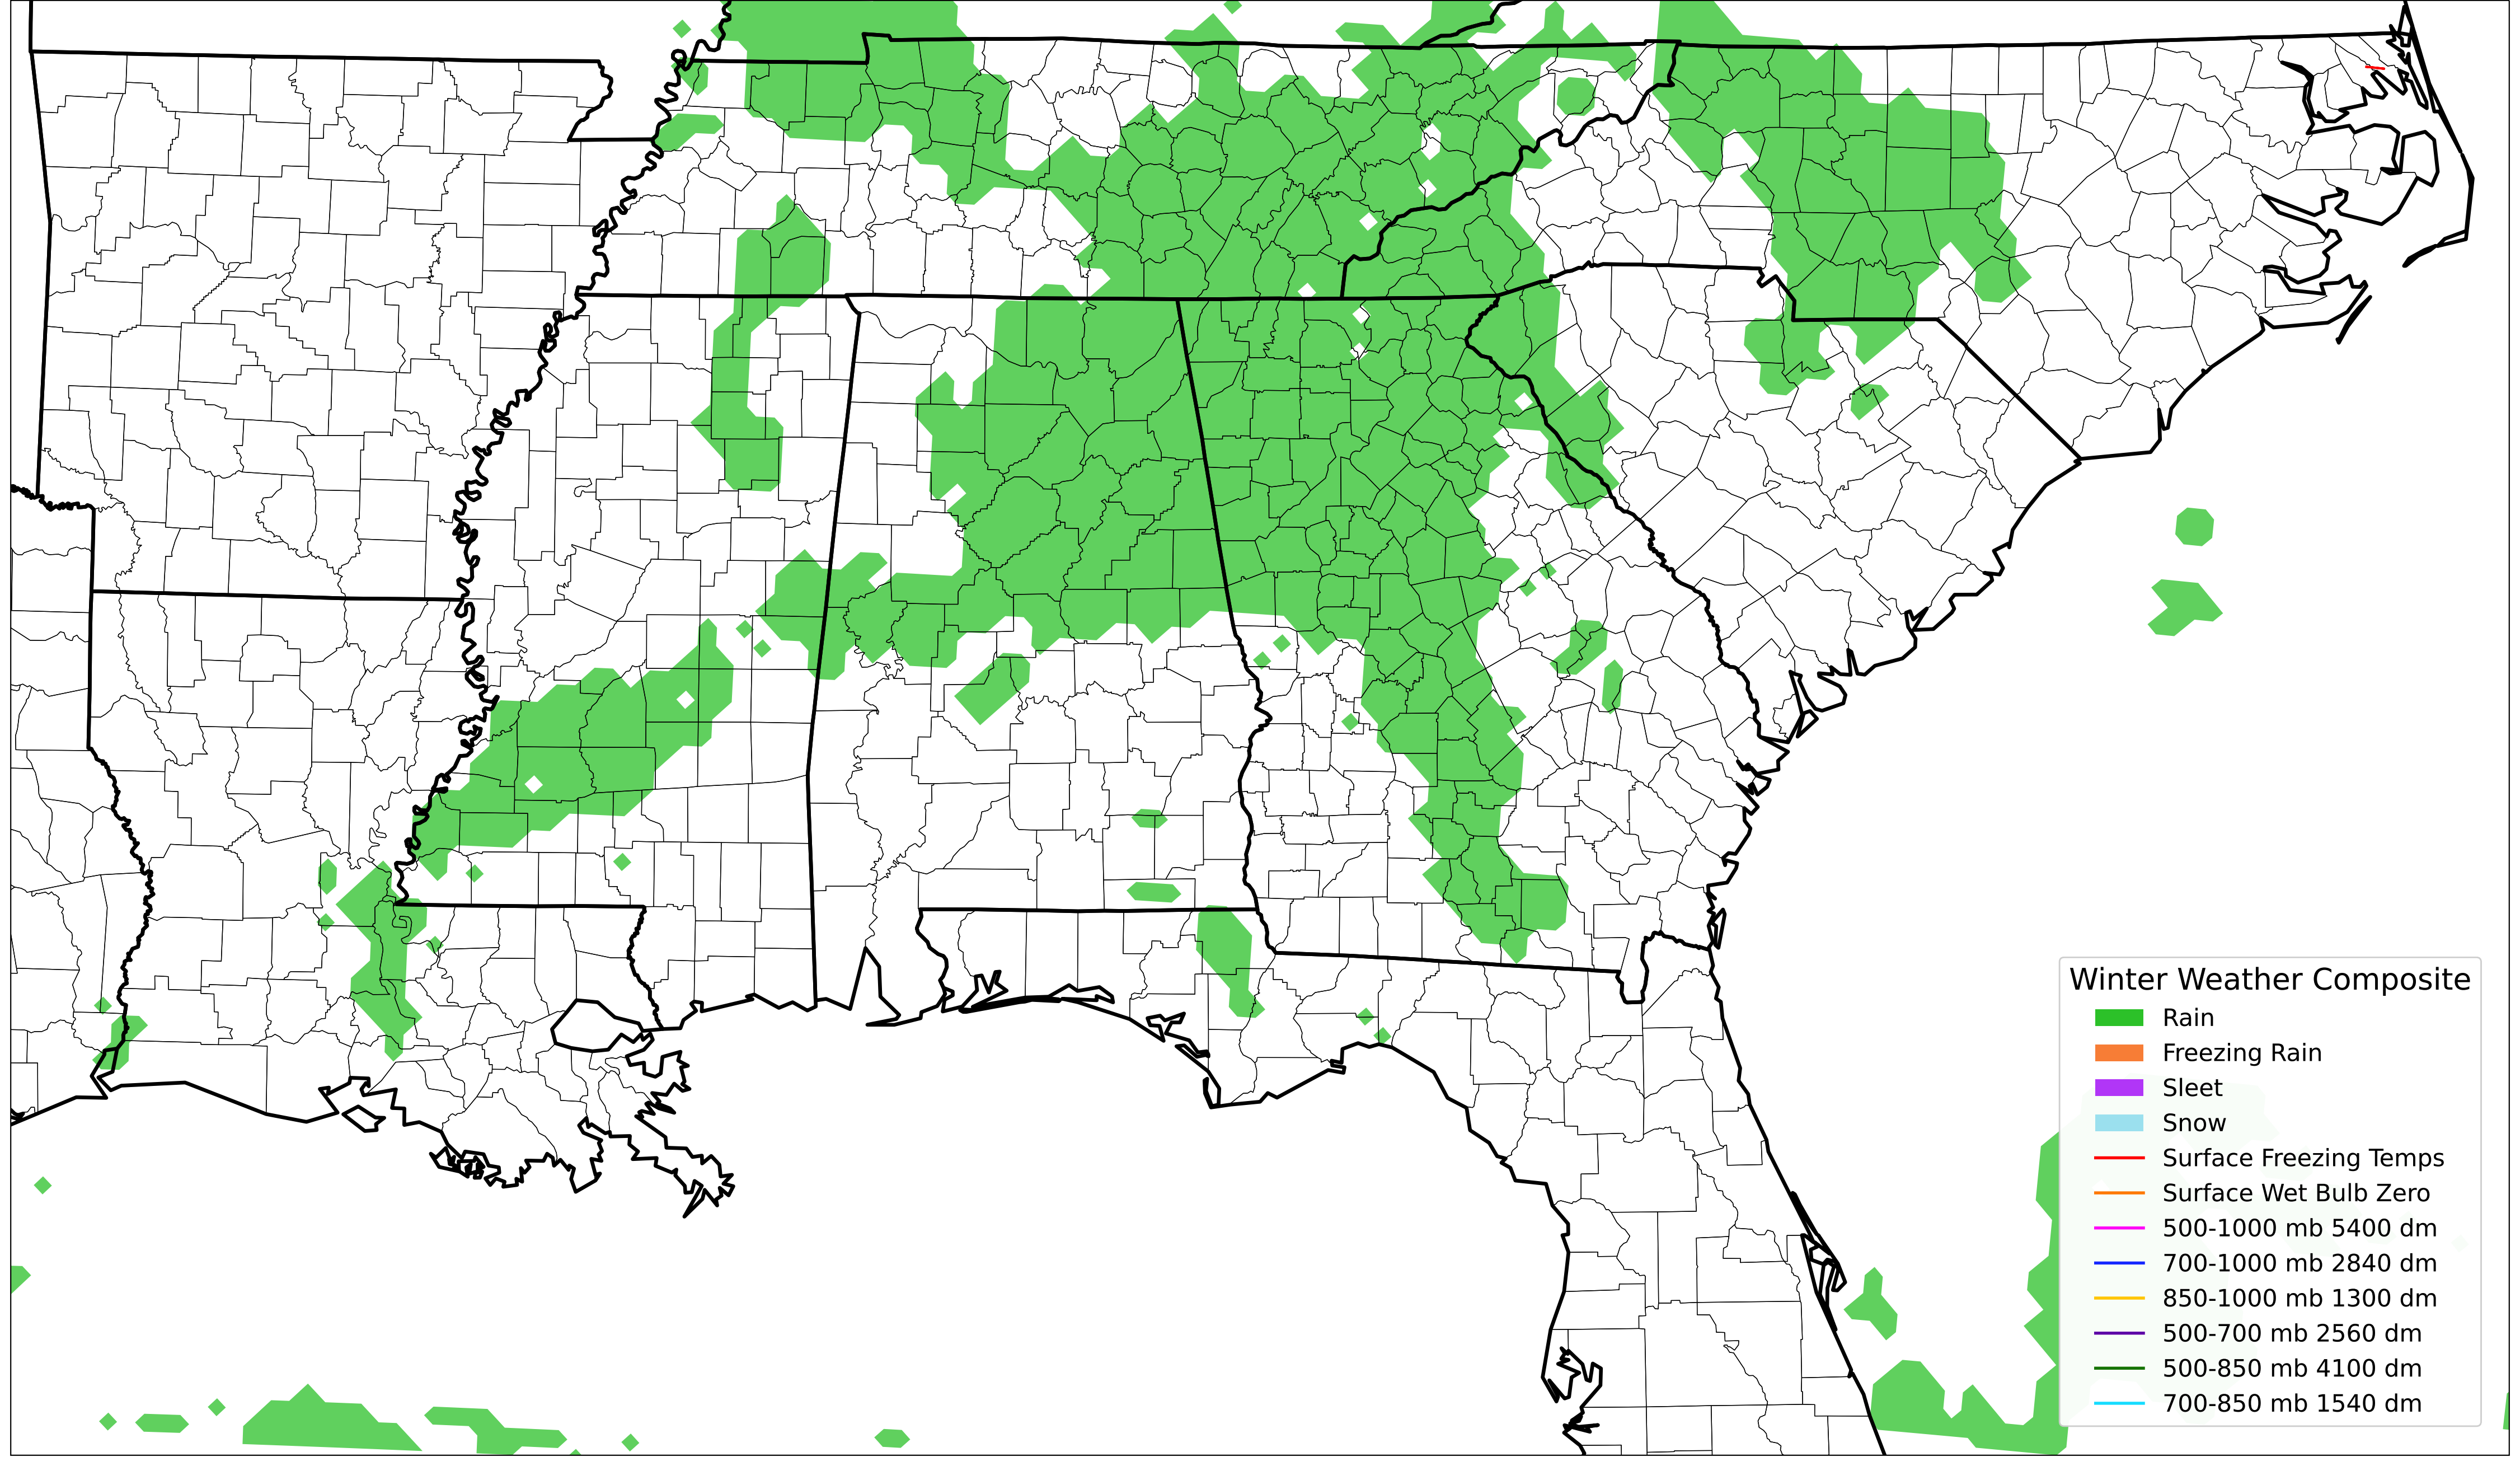 Winter Weather Composite
Rain
Freezing Rain
Sleet
Snow
Surface Freezing Temps
Surface Wet Bulb Zero
500-1000 mb 5400 dm
700-1000 mb 2840 dm
850-1000 mb 1300 dm
500-700 mb 2560 dm
500-850 mb 4100 dm
700-850 mb 1540 dm